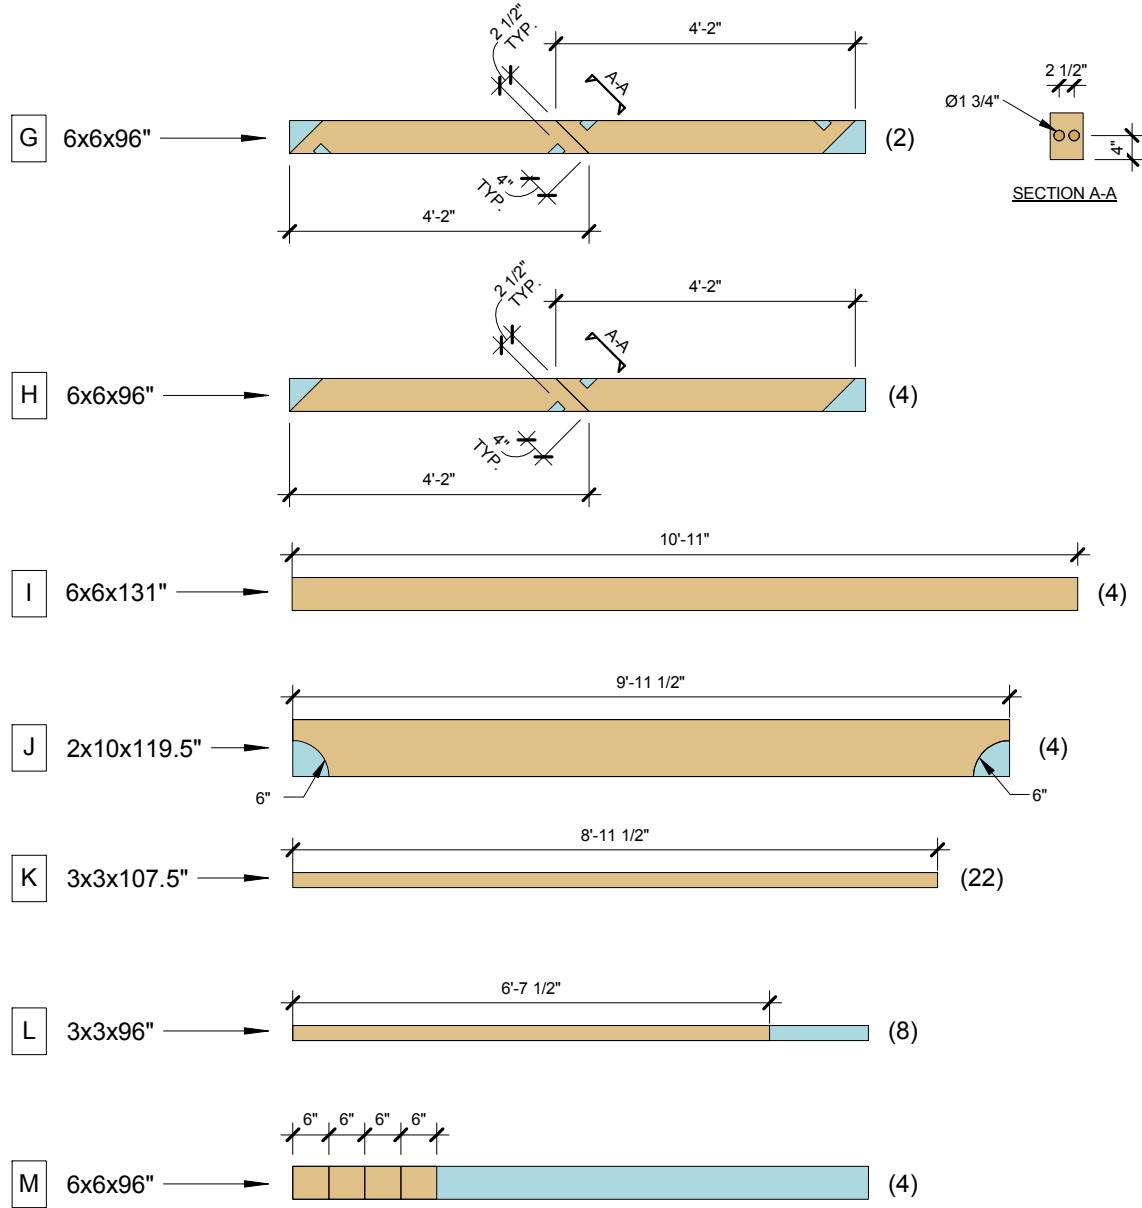 2 1/2"
TYP.
4'-2"
A-A
G 6x6x96" (2)
4"
TYP.
4'-2"
2 1/2"
Ø1 3/4"
4"
SECTION A-A
2 1/2"
TYP.
4'-2"
A-A
H 6x6x96" (4)
4"
TYP.
4'-2"
10'-11"
I 6x6x131" (4)
9'-11 1/2"
J 2x10x119.5" (4)
6" 6"
8'-11 1/2"
K 3x3x107.5" (22)
6'-7 1/2"
L 3x3x96" (8)
6" 6" 6" 6"
M 6x6x96" (4)